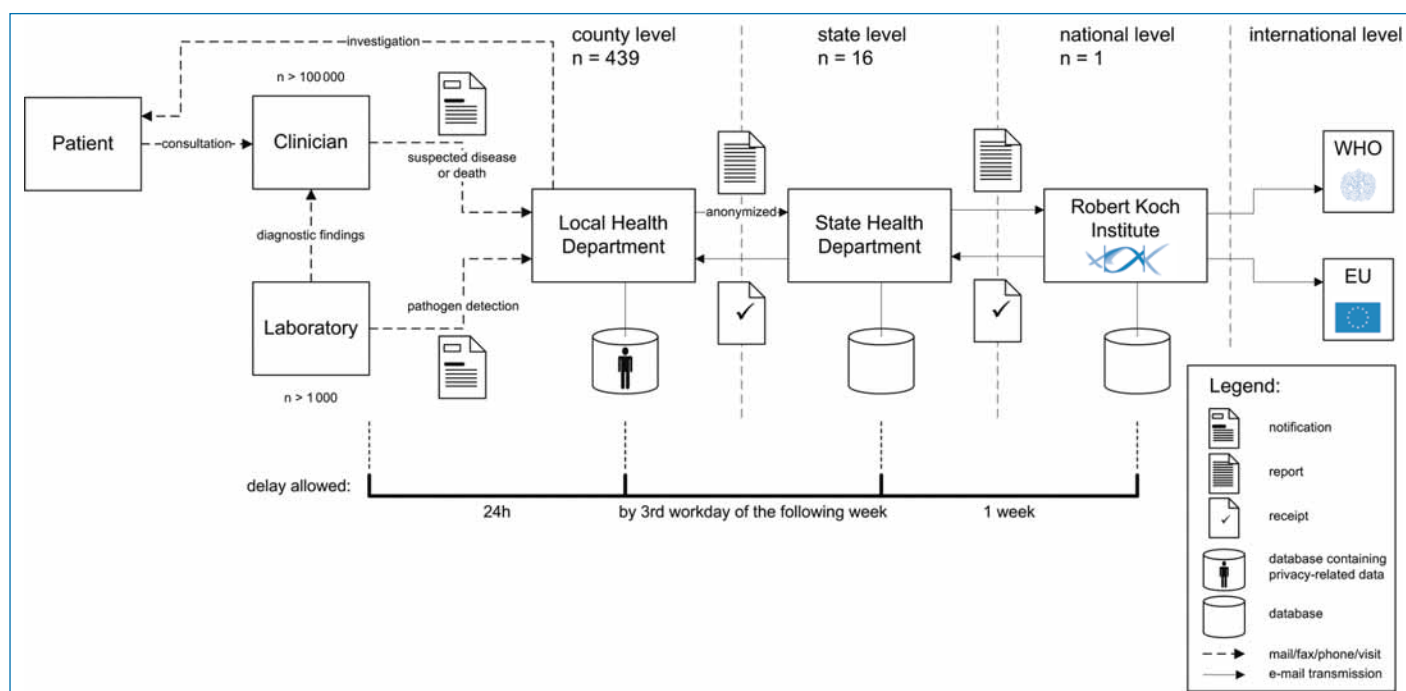 investigation
county level
n = 439
state level
n = 16
national level
n = 1
international level
n > 100 000
Patient
consultation
Clinician
suspected disease
or death
diagnostic findings
Laboratory
n > 1 000
pathogen detection
Local Health
Department
anonymized
State Health
Department
Robert Koch
Institute
WHO
EU
delay allowed:
24h
by 3rd workday of the following week
1 week
Legend:
notification
report
receipt
database containing
privacy-related data
database
mail/fax/phone/visit
e-mail transmission